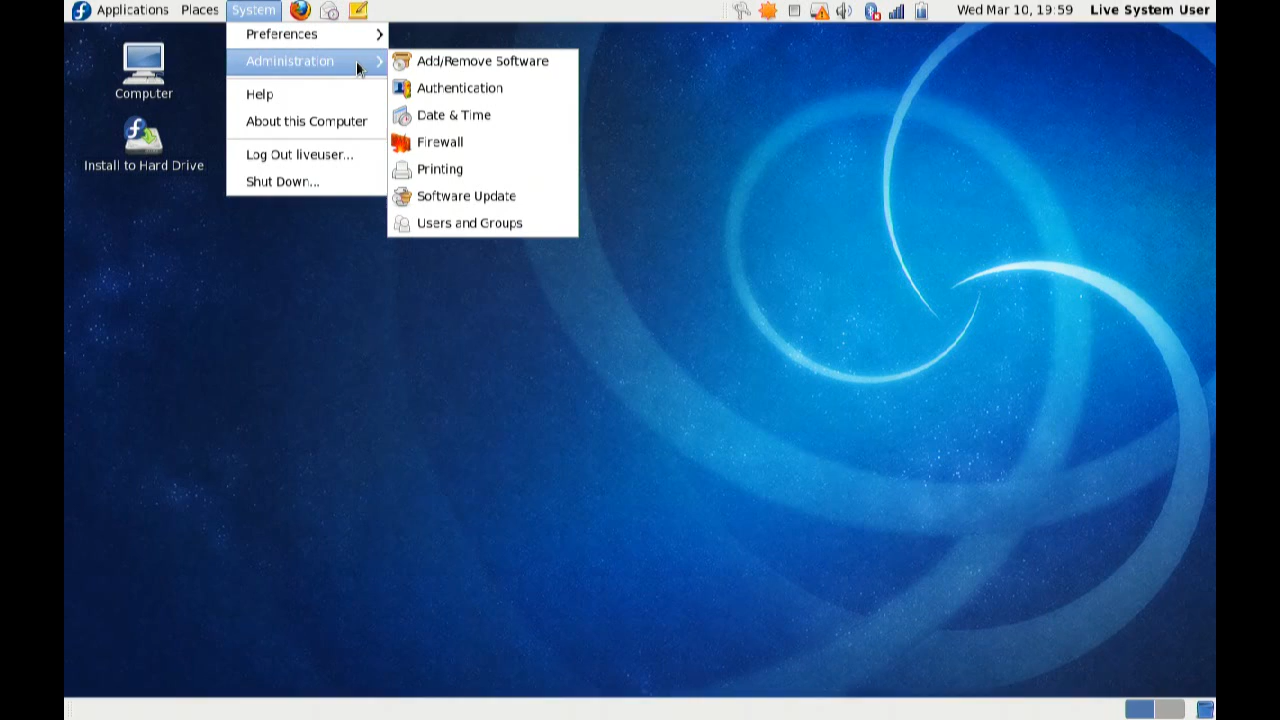 Applications Places System Wed Mar 10, 19:59 Live System User
Computer
Install to Hard Drive
Preferences
Administration
Help
About this Computer
Log Out liveuser...
Shut Down...
Add/Remove Software
Authentication
Date & Time
Firewall
Printing
Software Update
Users and Groups